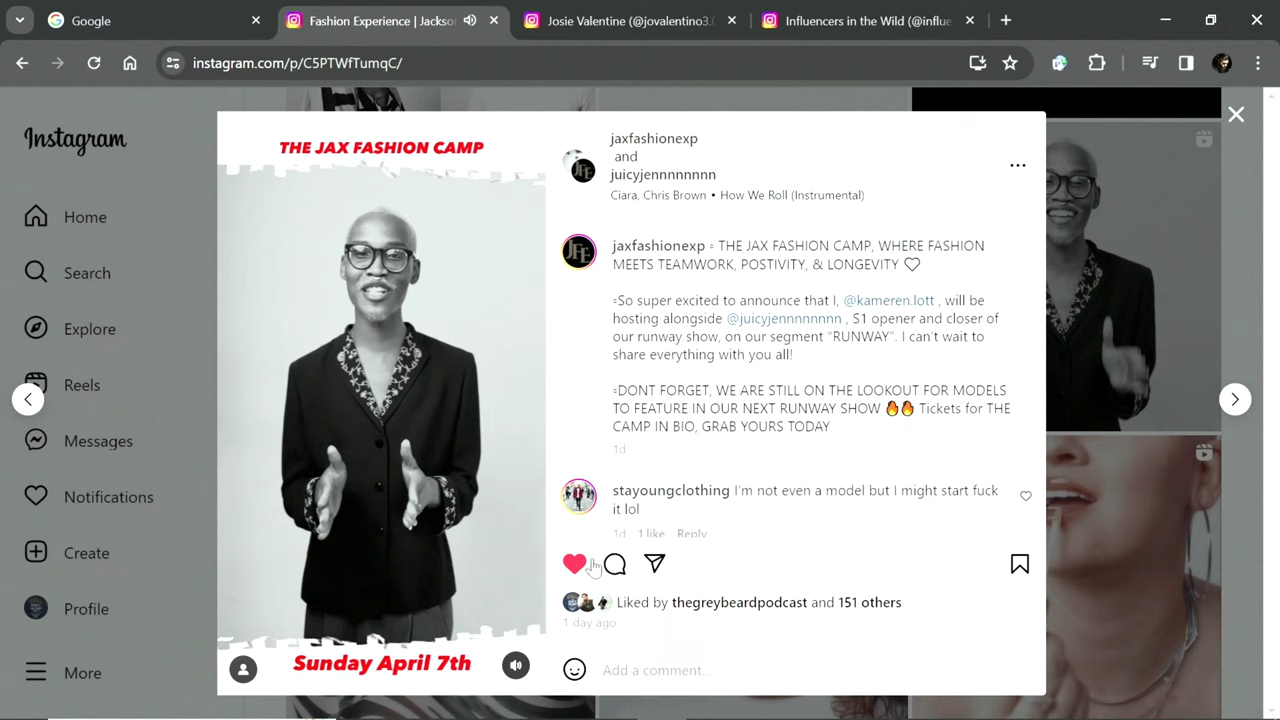 Google
Fashion Experience | Jackso
Josie Valentine (@jovalentino3.
Influencers in the Wild (@influe
instagram.com/p/C5PTWfTumqC/
Instagram
Home
Search
Explore
Reels
Messages
Notifications
Create
Profile
More
THE JAX FASHION CAMP
Sunday April 7th
jaxfashionexp
and
juicyjennnnnnnn
Ciara, Chris Brown • How We Roll (Instrumental)
JFE
jaxfashionexp ▫ THE JAX FASHION CAMP, WHERE FASHION
MEETS TEAMWORK, POSTIVITY, & LONGEVITY ♡
▫So super excited to announce that I, @kameren.lott , will be
hosting alongside @juicyjennnnnnnn , S1 opener and closer of
our runway show, on our segment “RUNWAY”. I can’t wait to
share everything with you all!
▫DONT FORGET, WE ARE STILL ON THE LOOKOUT FOR MODELS
TO FEATURE IN OUR NEXT RUNWAY SHOW 🔥🔥 Tickets for THE
CAMP IN BIO, GRAB YOURS TODAY
1d
stayoungclothing I’m not even a model but I might start fuck
it lol
1d 1 like Reply
Liked by thegreybeardpodcast and 151 others
1 day ago
Add a comment...